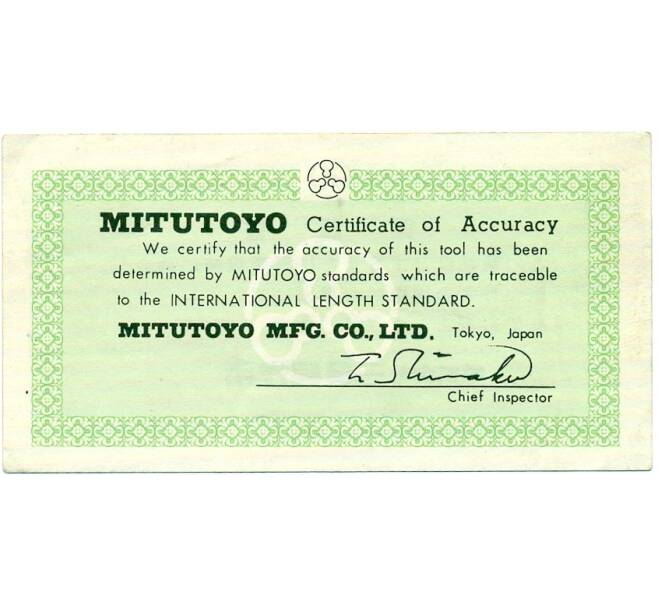 MITUTOYO Certificate of Accuracy
We certify that the accuracy of this tool has been
determined by MITUTOYO standards which are traceable
to the INTERNATIONAL LENGTH STANDARD.
MITUTOYO MFG. CO., LTD. Tokyo, Japan
Chief Inspector